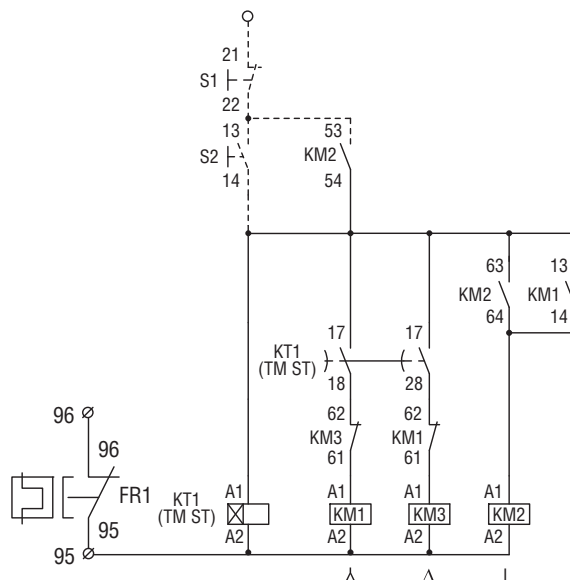 21
S1
22
13
53
S2
KM2
14
54
63
13
KM2
KM1
64
14
17
17
KT1
(TM ST)
18
28
62
62
KM3
KM1
61
61
96
96
FR1
95
95
KT1
(TM ST)
A1
A1
A1
A1
KM1
KM3
KM2
A2
A2
A2
A2